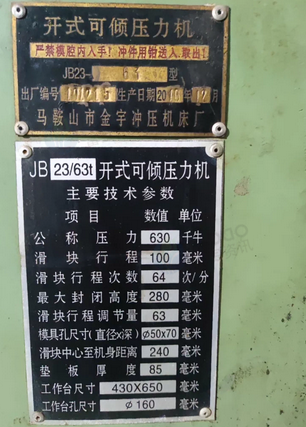 开式可倾压力机
严禁模腔内入手!冲件用钳送入.取出!
JB23- 63 型
出厂编号 生产日期 20 年 月
马鞍山市金宇冲压机床厂
JB 23/63t 开式可倾压力机
主要技术参数
项目 数值 单位
公称压力 630 千牛
滑块行程 100 毫米
滑块行程次数 64 次/分
最大封闭高度 280 毫米
滑块行程调节量 63 毫米
模具孔尺寸(直径x深) φ50x70 毫米
滑块中心至机身距离 240 毫米
垫板厚度 85 毫米
工作台尺寸 430X650 毫米
工作台孔尺寸 φ160 毫米